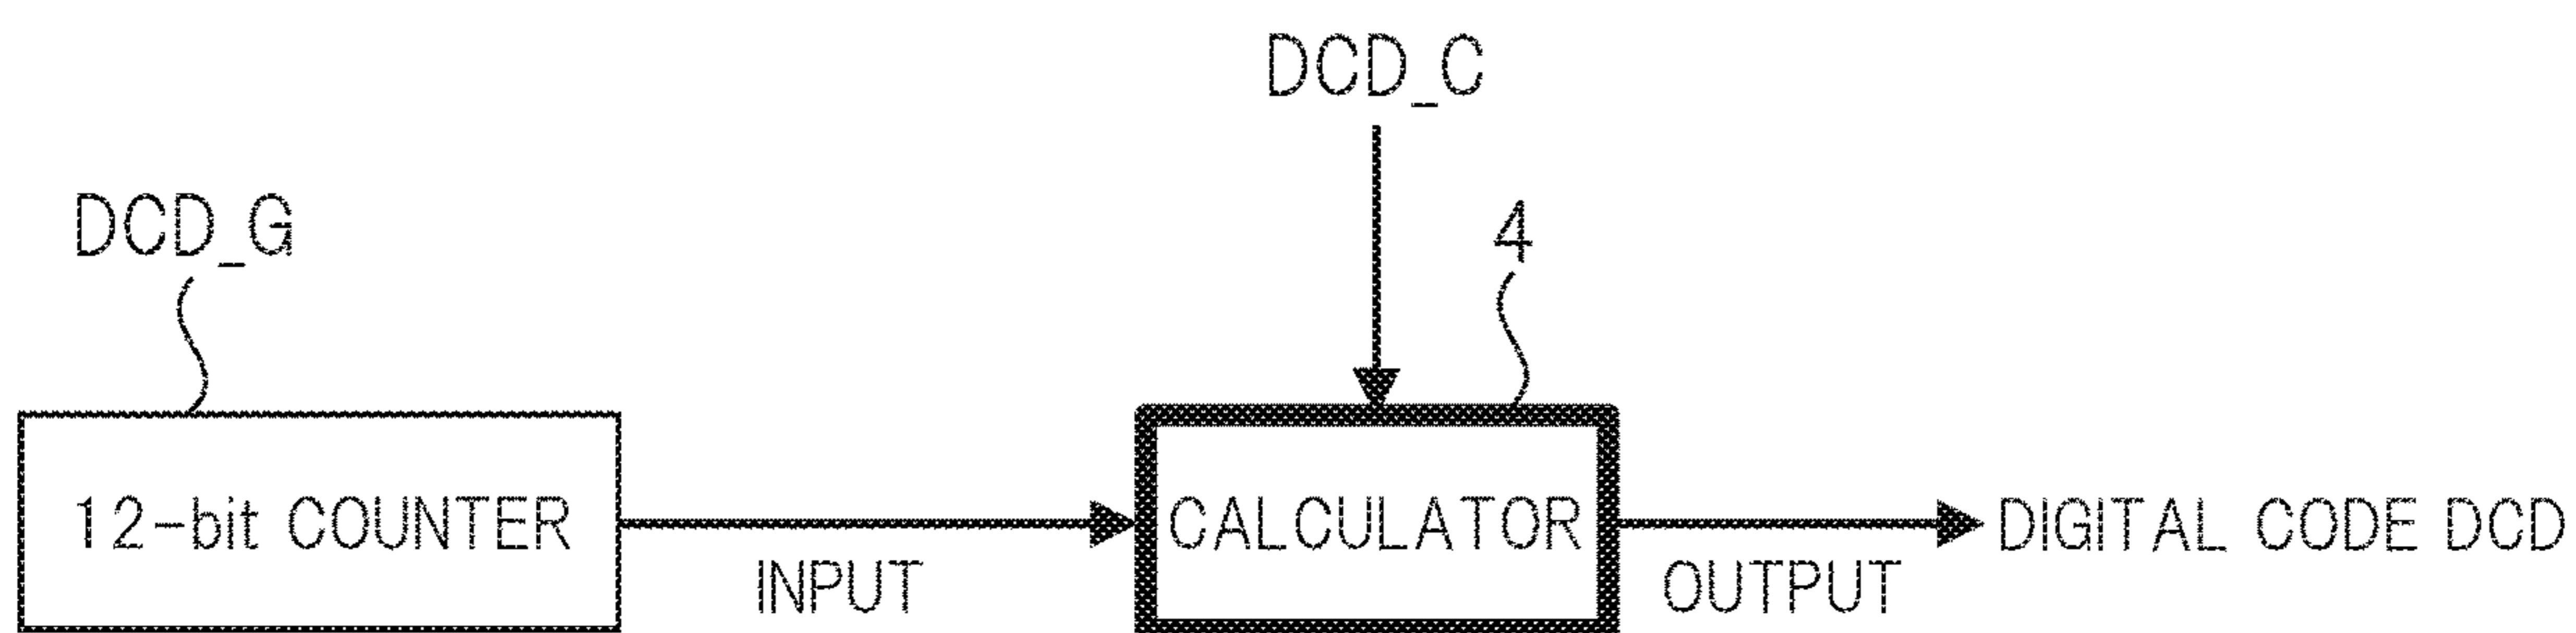 DCD_C
DCD_G
4
12-bit COUNTER
INPUT
CALCULATOR
OUTPUT
DIGITAL CODE DCD